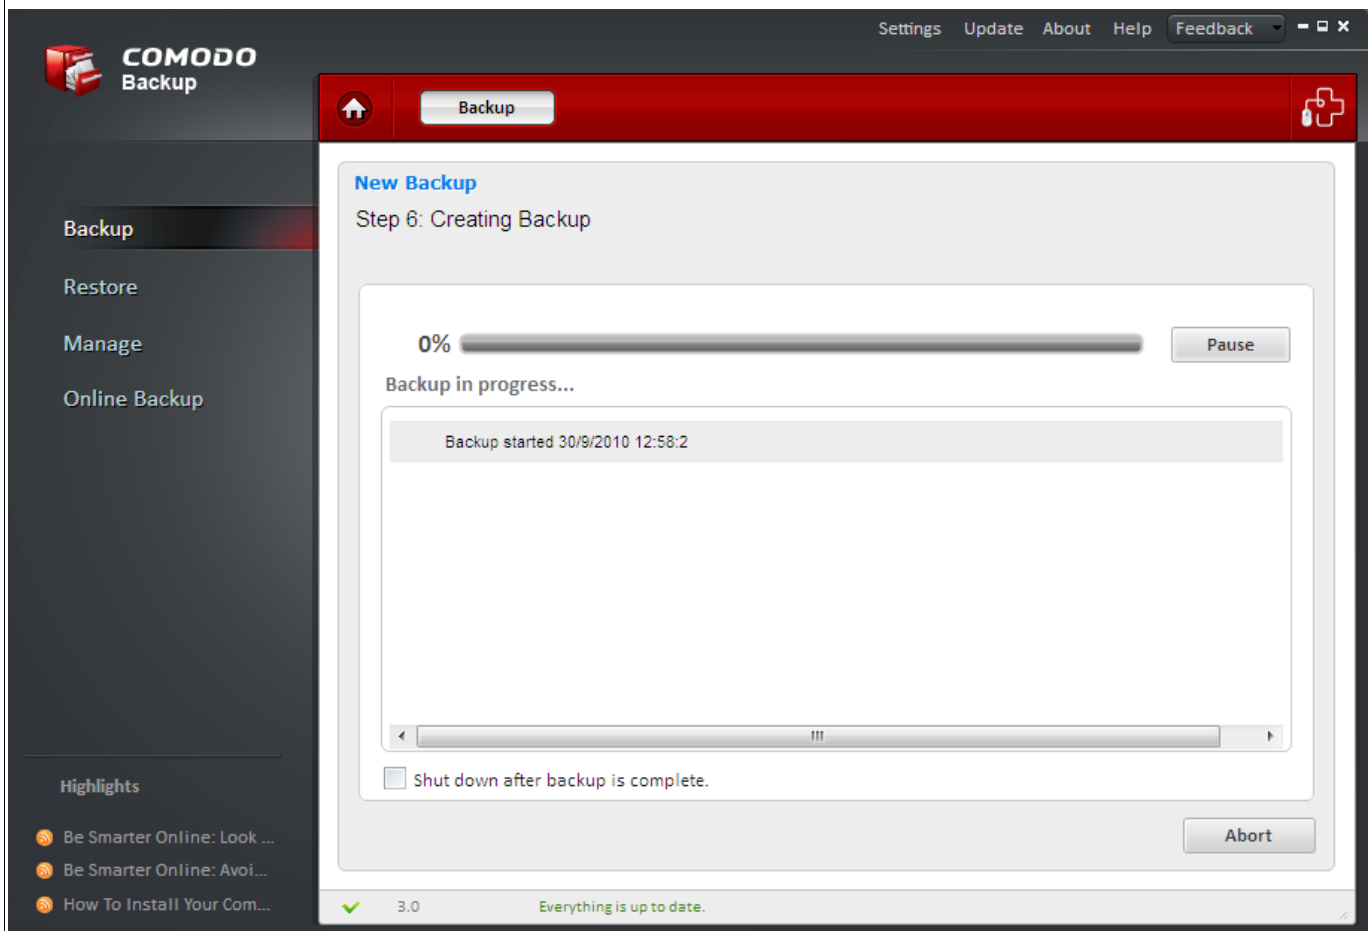 Settings Update About Help Feedback
COMODO
Backup
Backup
New Backup
Step 6: Creating Backup
Backup
Restore
Manage
Online Backup
0%
Pause
Backup in progress...
Backup started 30/9/2010 12:58:2
Shut down after backup is complete.
Abort
Highlights
Be Smarter Online: Look ...
Be Smarter Online: Avoi...
How To Install Your Com...
3.0
Everything is up to date.